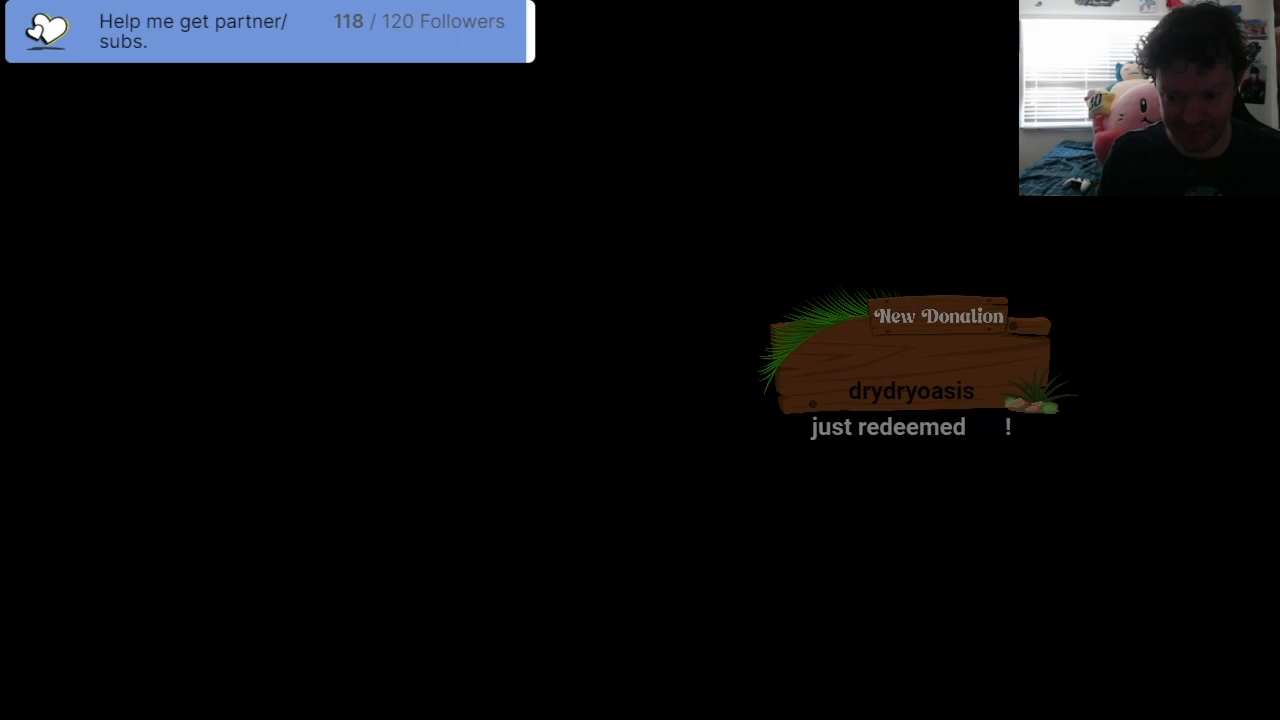 Help me get partner/
subs.
118 / 120 Followers
New Donation
drydryoasis
just redeemed !